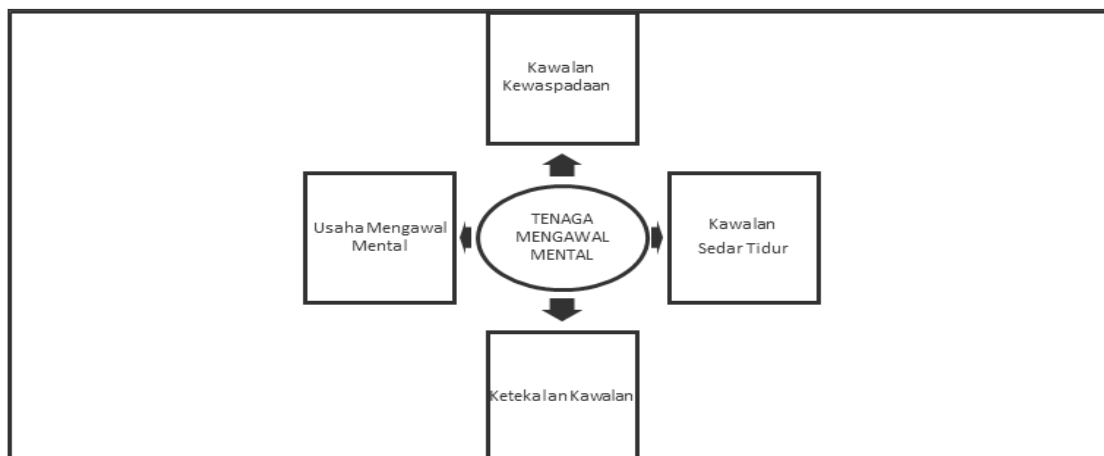 Kawalan
Kewaspadaan
Usaha Mengawal
Mental
TENAGA
MENGAWAL
MENTAL
Kawalan
Sedar Tidur
Ketekalan Kawalan